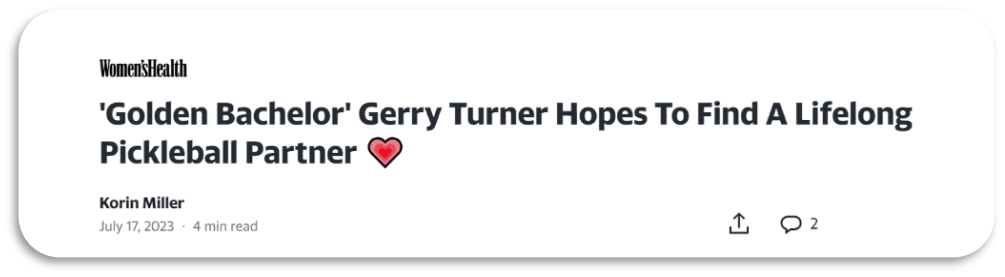 Women'sHealth
'Golden Bachelor' Gerry Turner Hopes To Find A Lifelong
Pickleball Partner ❤️
Korin Miller
July 17, 2023 · 4 min read
2